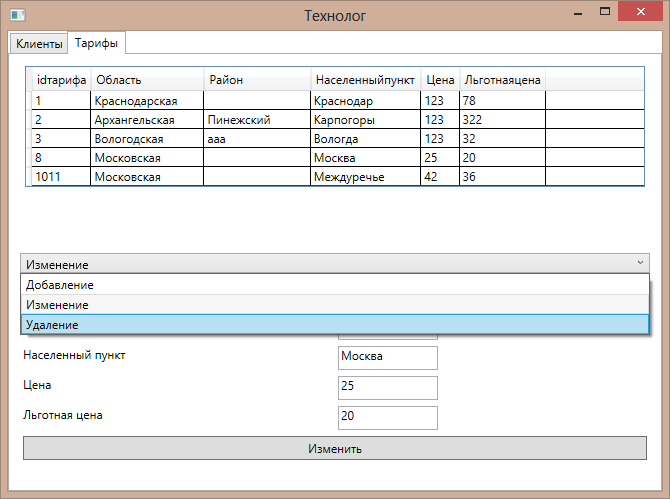 Технолог
Клиенты Тарифы
idтарифа Область Район Населенныйпункт Цена Льготнаяцена
1 Краснодарская Краснодар 123 78
2 Архангельская Пинежский Карпогоры 123 322
3 Вологодская ааа Вологда 123 32
8 Московская Москва 25 20
1011 Московская Междуречье 42 36
Изменение
Добавление
Изменение
Удаление
Населенный пункт Москва
Цена 25
Льготная цена 20
Изменить